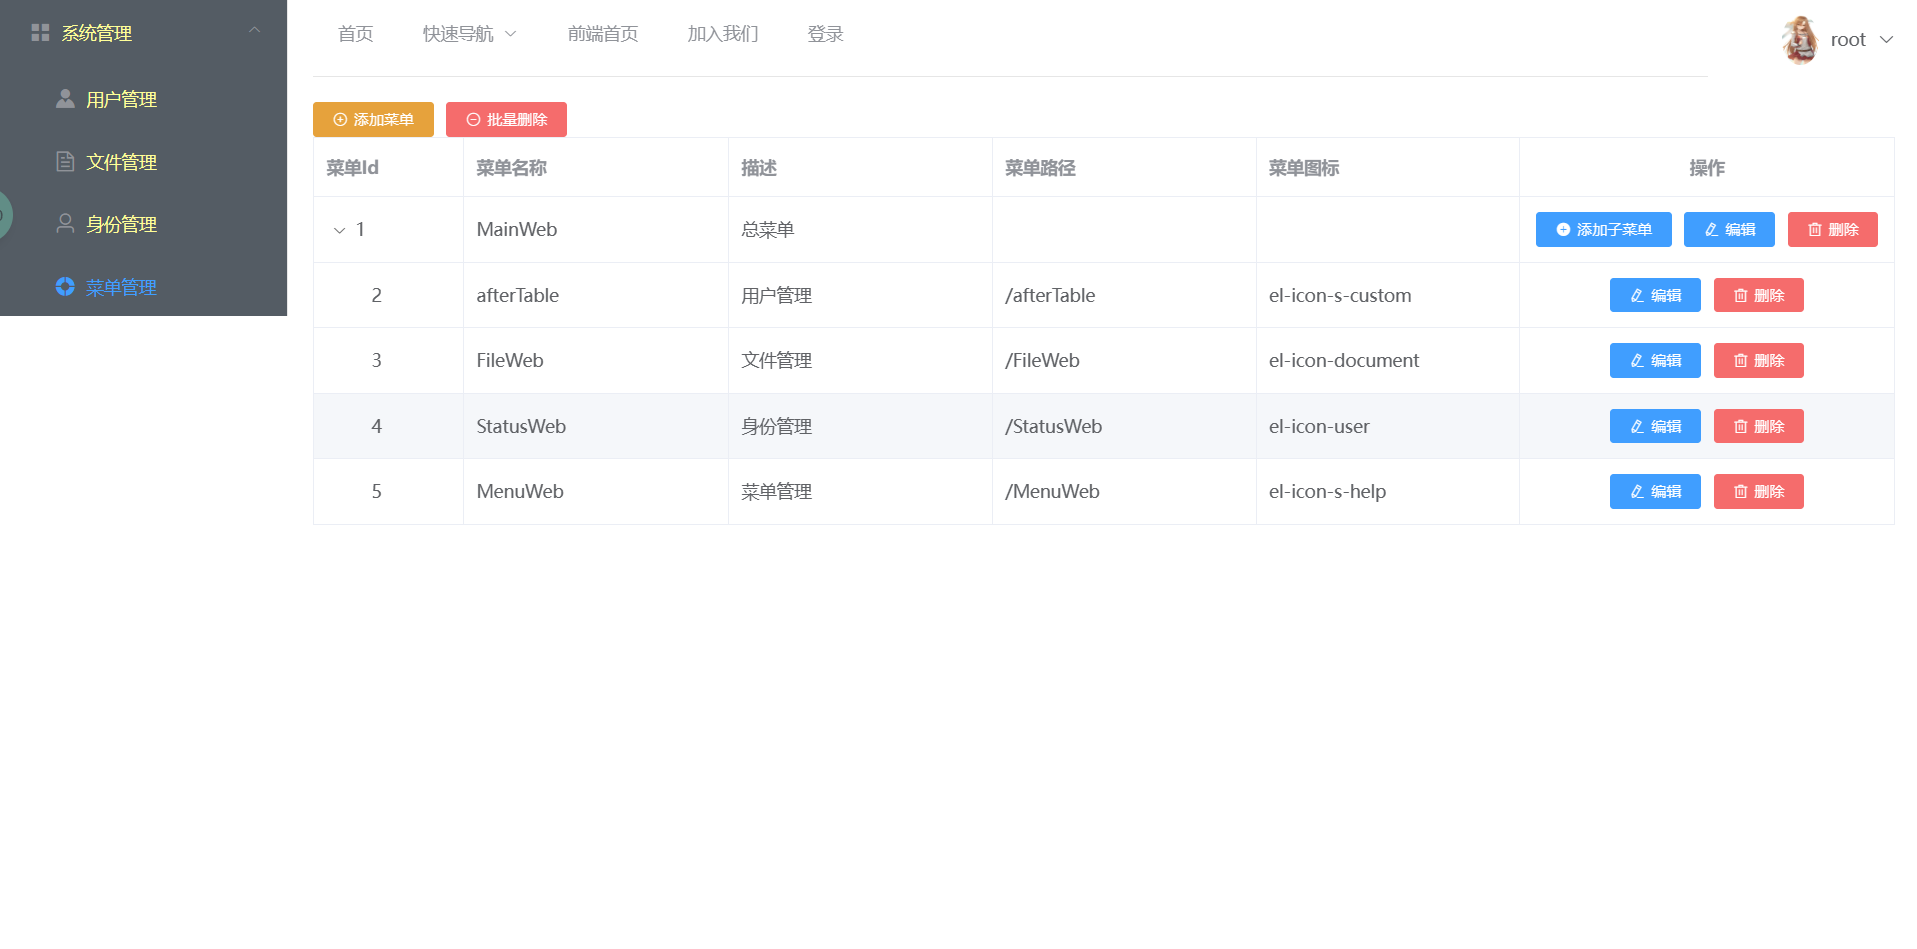 系统管理
用户管理
文件管理
身份管理
菜单管理
首页 快速导航 前端首页 加入我们 登录
root
添加菜单 批量删除
菜单Id 菜单名称 描述 菜单路径 菜单图标 操作
1 MainWeb 总菜单 添加子菜单 编辑 删除
2 afterTable 用户管理 /afterTable el-icon-s-custom 编辑 删除
3 FileWeb 文件管理 /FileWeb el-icon-document 编辑 删除
4 StatusWeb 身份管理 /StatusWeb el-icon-user 编辑 删除
5 MenuWeb 菜单管理 /MenuWeb el-icon-s-help 编辑 删除